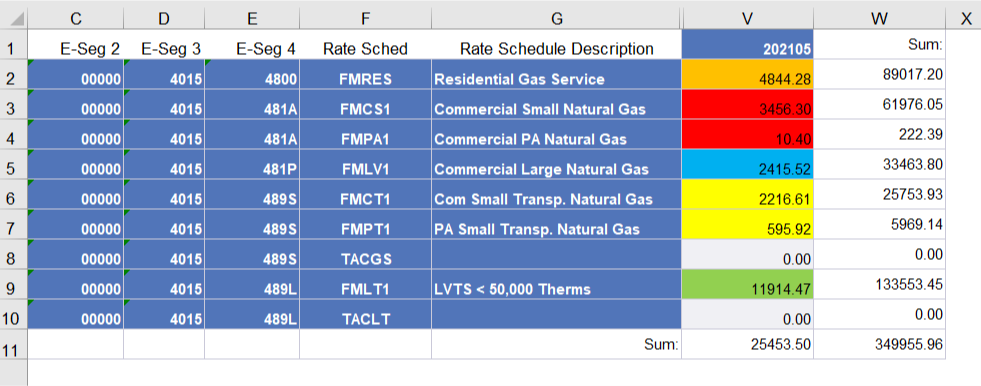 C D E F G V W X
1 E-Seg 2 E-Seg 3 E-Seg 4 Rate Sched Rate Schedule Description 202105 Sum:
2 00000 4015 4800 FMRES Residential Gas Service 4844.28 89017.20
3 00000 4015 481A FMCS1 Commercial Small Natural Gas 3456.30 61976.05
4 00000 4015 481A FMPA1 Commercial PA Natural Gas 10.40 222.39
5 00000 4015 481P FMLV1 Commercial Large Natural Gas 2415.52 33463.80
6 00000 4015 489S FMCT1 Com Small Transp. Natural Gas 2216.61 25753.93
7 00000 4015 489S FMPT1 PA Small Transp. Natural Gas 595.92 5969.14
8 00000 4015 489S TACGS 0.00 0.00
9 00000 4015 489L FMLT1 LVTS < 50,000 Therms 11914.47 133553.45
10 00000 4015 489L TACLT 0.00 0.00
11 Sum: 25453.50 349955.96